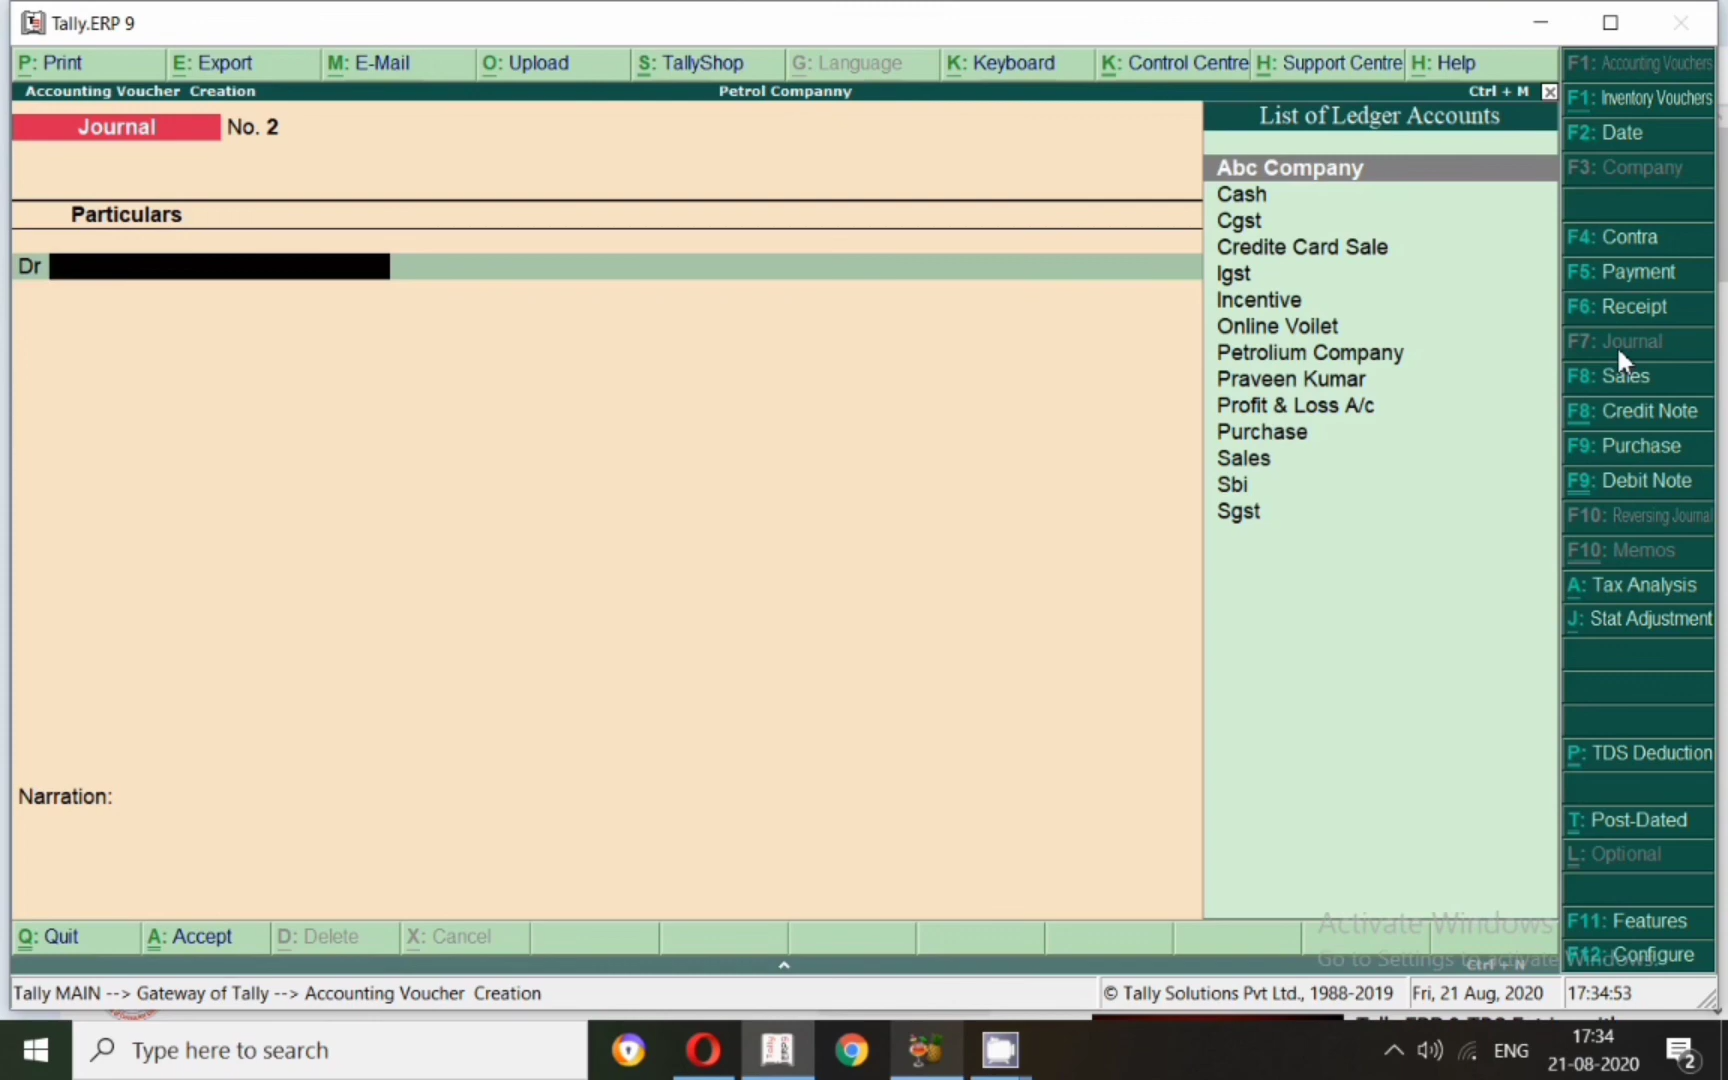 Tally.ERP 9
P: Print E: Export M: E-Mail O: Upload S: TallyShop G: Language K: Keyboard K: Control Centre H: Support Centre H: Help
Accounting Voucher Creation Petrol Companny Ctrl + M
Journal No. 2
Particulars
Dr
Narration:
List of Ledger Accounts
Abc Company
Cash
Cgst
Credite Card Sale
Igst
Incentive
Online Voilet
Petrolium Company
Praveen Kumar
Profit & Loss A/c
Purchase
Sales
Sbi
Sgst
F1: Accounting Vouchers
F1: Inventory Vouchers
F2: Date
F3: Company
F4: Contra
F5: Payment
F6: Receipt
F7: Journal
F8: Sales
F8: Credit Note
F9: Purchase
F9: Debit Note
F10: Reversing Journal
F10: Memos
A: Tax Analysis
J: Stat Adjustment
P: TDS Deduction
T: Post-Dated
L: Optional
F11: Features
F12: Configure
Activate Windows
Go to Settings to activate Windows.
Q: Quit A: Accept D: Delete X: Cancel
Ctrl + N
Tally MAIN --> Gateway of Tally --> Accounting Voucher Creation © Tally Solutions Pvt Ltd., 1988-2019 Fri, 21 Aug, 2020 17:34:53
Type here to search
Tally
ERP9
ENG
17:34
21-08-2020
2